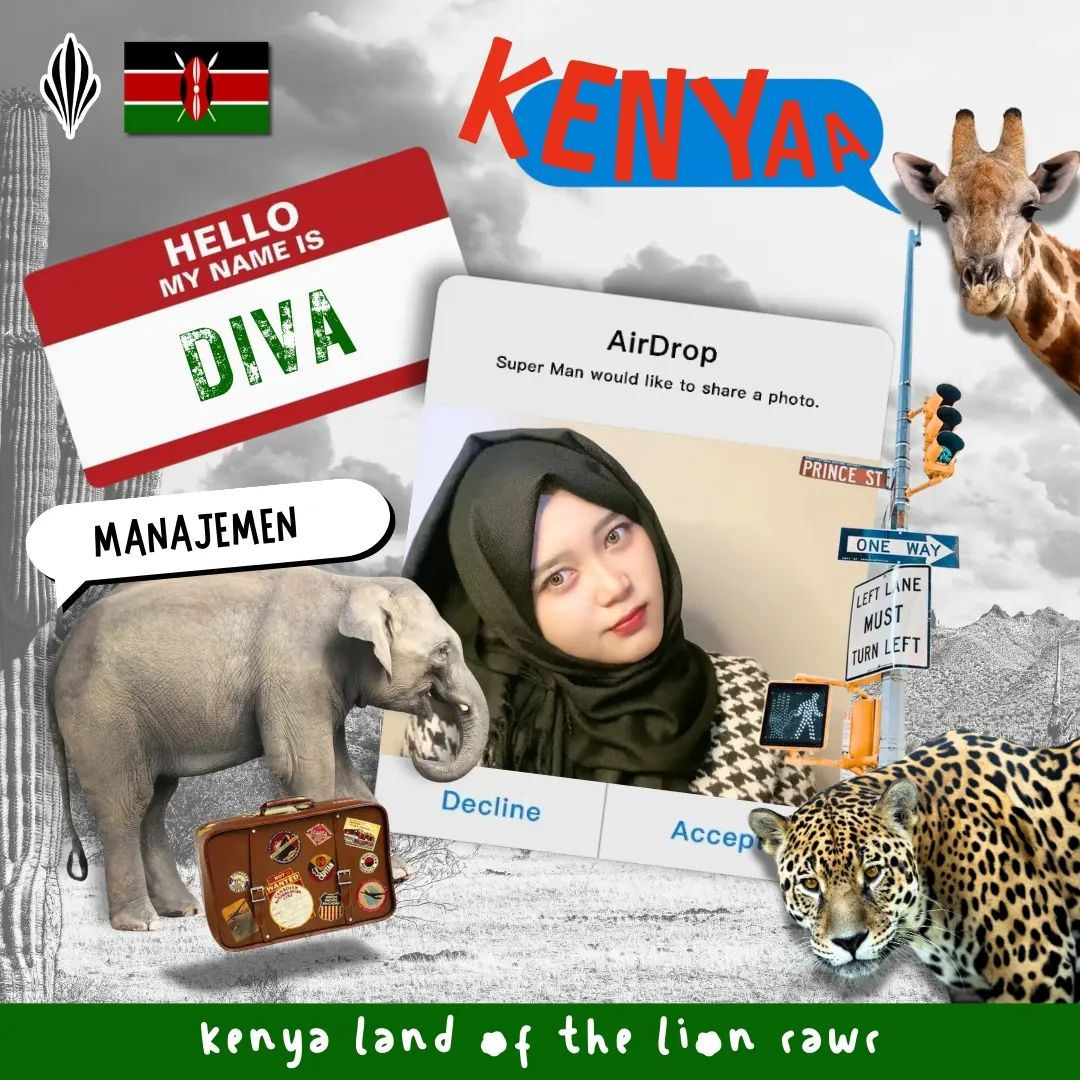 KENYAA
HELLO
MY NAME IS
DIVA
AirDrop
Super Man would like to share a photo.
PRINCE ST
MANAJEMEN
ONE WAY
LEFT LANE
MUST
TURN LEFT
Decline
Accept
WANTED
kenya land of the lion rawr